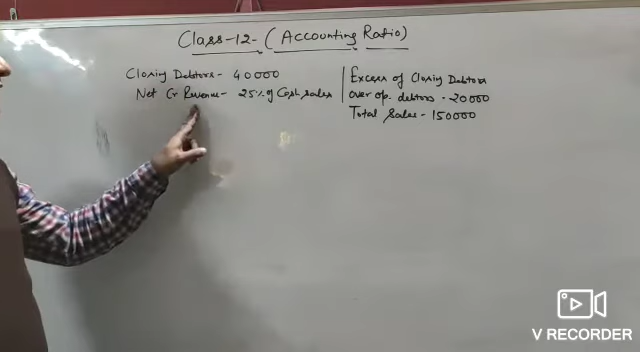 Class-12- (Accounting Ratio)
Closing Debtors - 40000
Net Cr Revenue - 25% of Cash sales
Excess of Closing Debtors
over op. debtors - 20000
Total Sales - 150000
V RECORDER